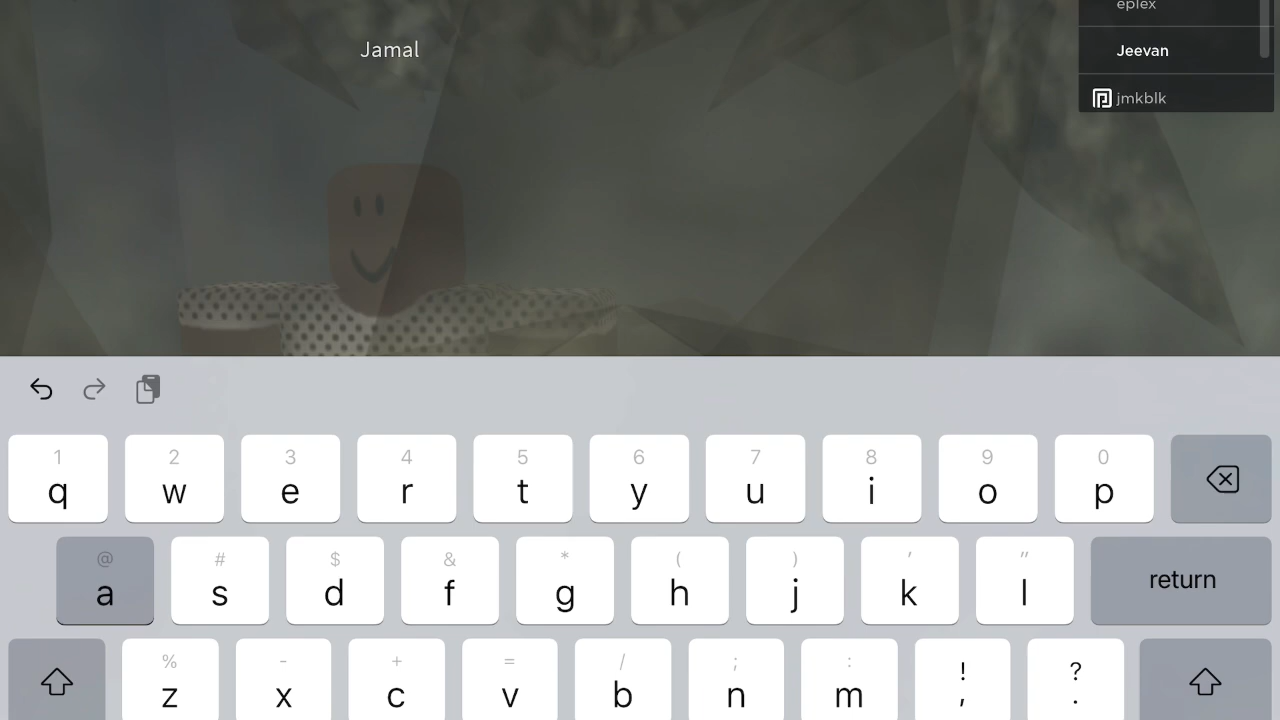 eplex
Jamal
Jeevan
jmkblk
1 2 3 4 5 6 7 8 9 0
q w e r t y u i o p
@ # $ & * ( ) ' "
a s d f g h j k l return
% - + = / ; : ! ?
z x c v b n m , .